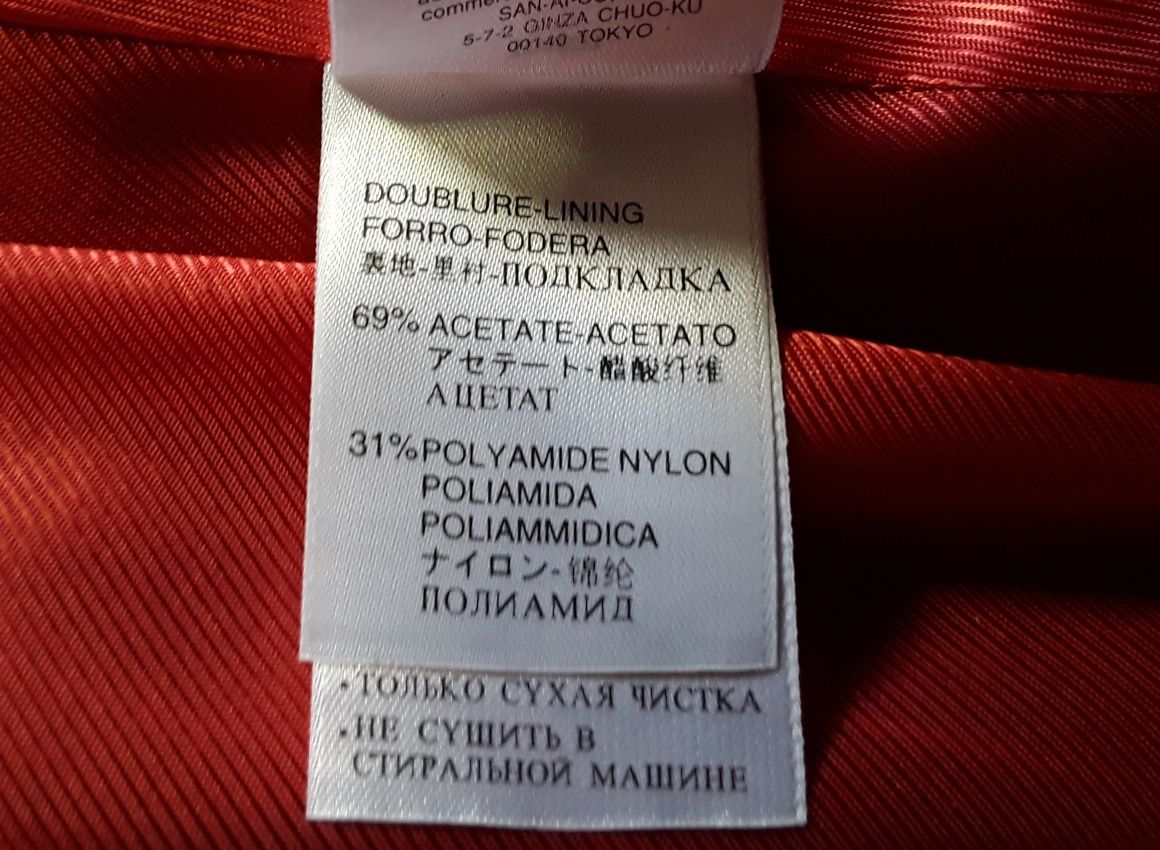 SAN-AI
5-7-2 GINZA CHUO-KU
00140 TOKYO
DOUBLURE-LINING
FORRO-FODERA
裏地-里衬-ПОДКЛАДКА
69% ACETATE-ACETATO
アセテート-醋酸纤维
АЦЕТАТ
31% POLYAMIDE NYLON
POLIAMIDA
POLIAMMIDICA
ナイロン-锦纶
ПОЛИАМИД
• ТОЛЬКО СУХАЯ ЧИСТКА
• НЕ СУШИТЬ В
СТИРАЛЬНОЙ МАШИНЕ